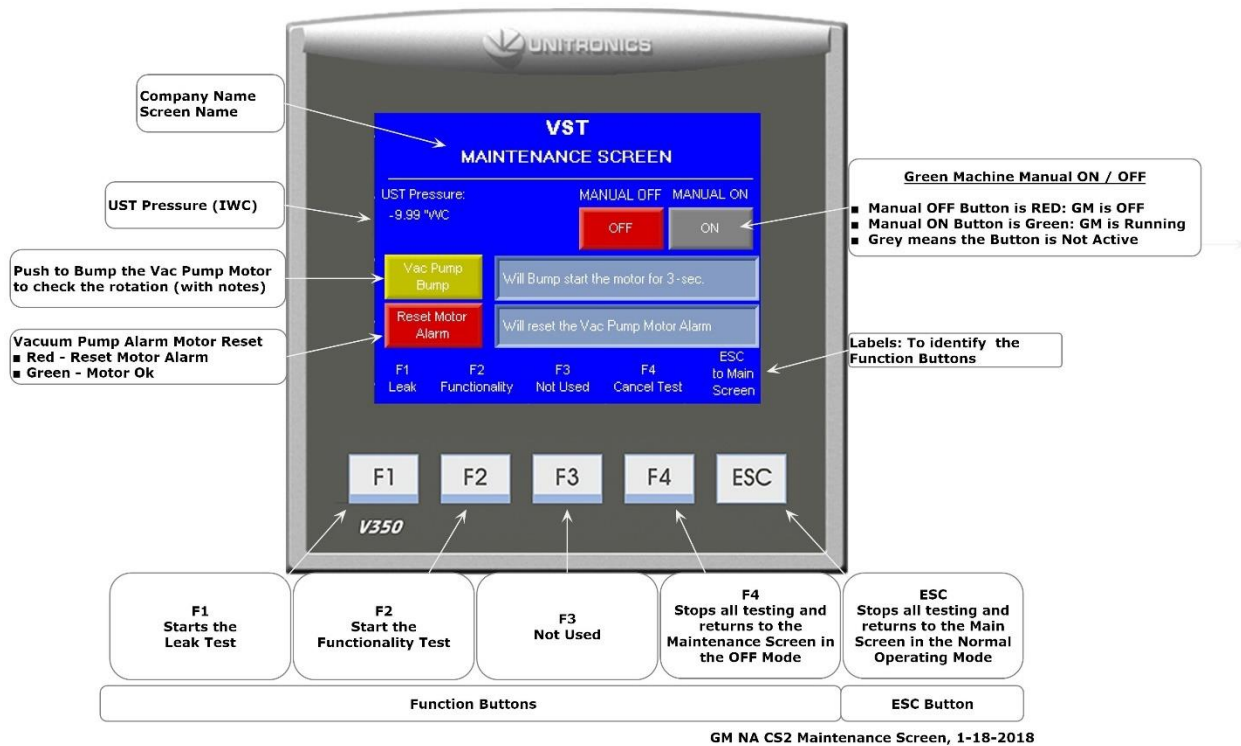 UNITRONICS
Company Name
Screen Name
VST
MAINTENANCE SCREEN
UST Pressure (IWC)
UST Pressure:
-9.99 "WC
MANUAL OFF MANUAL ON
OFF ON
Green Machine Manual ON / OFF
▪ Manual OFF Button is RED: GM is OFF
▪ Manual ON Button is Green: GM is Running
▪ Grey means the Button is Not Active
Push to Bump the Vac Pump Motor
to check the rotation (with notes)
Vac Pump
Bump
Will Bump start the motor for 3-sec.
Vacuum Pump Alarm Motor Reset
▪ Red - Reset Motor Alarm
▪ Green - Motor Ok
Reset Motor
Alarm
Will reset the Vac Pump Motor Alarm
Labels: To identify the
Function Buttons
F1
Leak
F2
Functionality
F3
Not Used
F4
Cancel Test
ESC
to Main
Screen
F1 F2 F3 F4 ESC
V350
F1
Starts the
Leak Test
F2
Start the
Functionality Test
F3
Not Used
F4
Stops all testing and
returns to the
Maintenance Screen in
the OFF Mode
ESC
Stops all testing and
returns to the Main
Screen in the Normal
Operating Mode
Function Buttons
ESC Button
GM NA CS2 Maintenance Screen, 1-18-2018